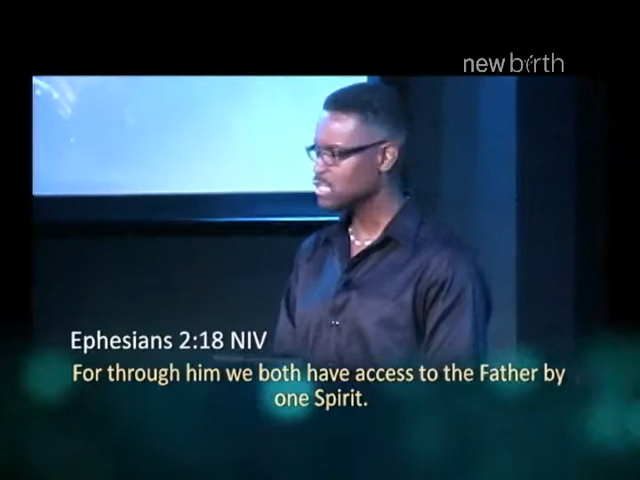 newbirth
Ephesians 2:18 NIV
For through him we both have access to the Father by
one Spirit.